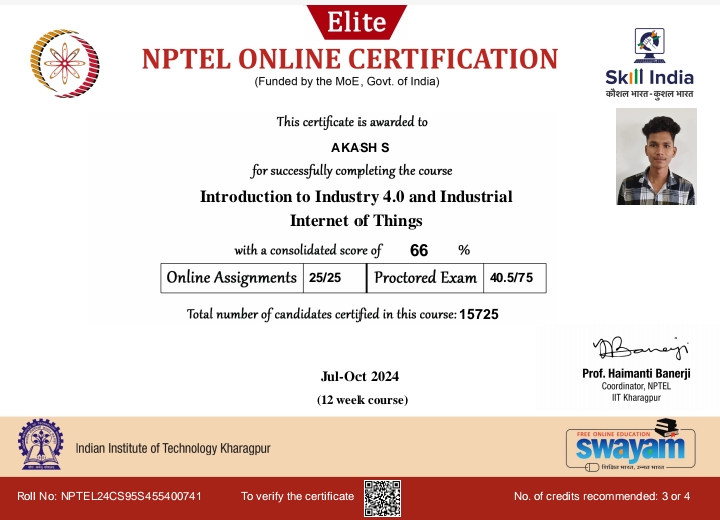 Elite
NPTEL ONLINE CERTIFICATION
(Funded by the MoE, Govt. of India)
Skill India
कौशल भारत - कुशल भारत
This certificate is awarded to
AKASH S
for successfully completing the course
Introduction to Industry 4.0 and Industrial
Internet of Things
with a consolidated score of 66 %
Online Assignments 25/25 Proctored Exam 40.5/75
Total number of candidates certified in this course: 15725
Jul-Oct 2024
(12 week course)
Prof. Haimanti Banerji
Coordinator, NPTEL
IIT Kharagpur
Indian Institute of Technology Kharagpur
FREE ONLINE EDUCATION
swayam
शिक्षित भारत, उन्नत भारत
Roll No: NPTEL24CS95S455400741 To verify the certificate No. of credits recommended: 3 or 4